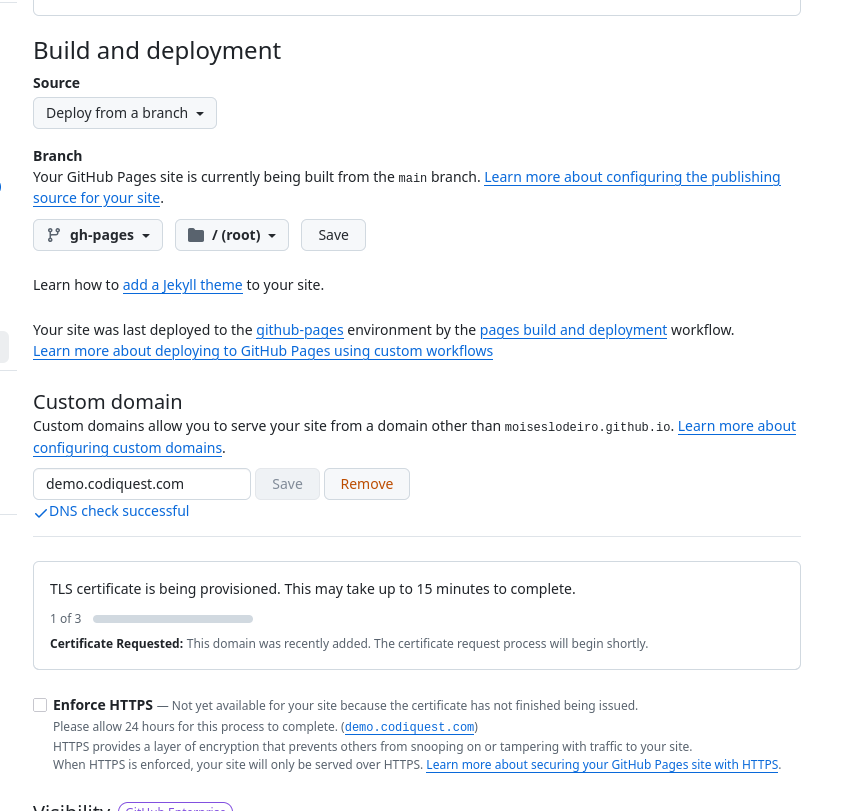 Build and deployment
Source
Deploy from a branch
Branch
Your GitHub Pages site is currently being built from the main branch. Learn more about configuring the publishing
source for your site.
gh-pages / (root) Save
Learn how to add a Jekyll theme to your site.
Your site was last deployed to the github-pages environment by the pages build and deployment workflow.
Learn more about deploying to GitHub Pages using custom workflows
Custom domain
Custom domains allow you to serve your site from a domain other than moiseslodeiro.github.io. Learn more about
configuring custom domains.
demo.codiquest.com Save Remove
DNS check successful
TLS certificate is being provisioned. This may take up to 15 minutes to complete.
1 of 3
Certificate Requested: This domain was recently added. The certificate request process will begin shortly.
Enforce HTTPS — Not yet available for your site because the certificate has not finished being issued.
Please allow 24 hours for this process to complete. (demo.codiquest.com)
HTTPS provides a layer of encryption that prevents others from snooping on or tampering with traffic to your site.
When HTTPS is enforced, your site will only be served over HTTPS. Learn more about securing your GitHub Pages site with HTTPS.
Visibility GitHub Enterprise